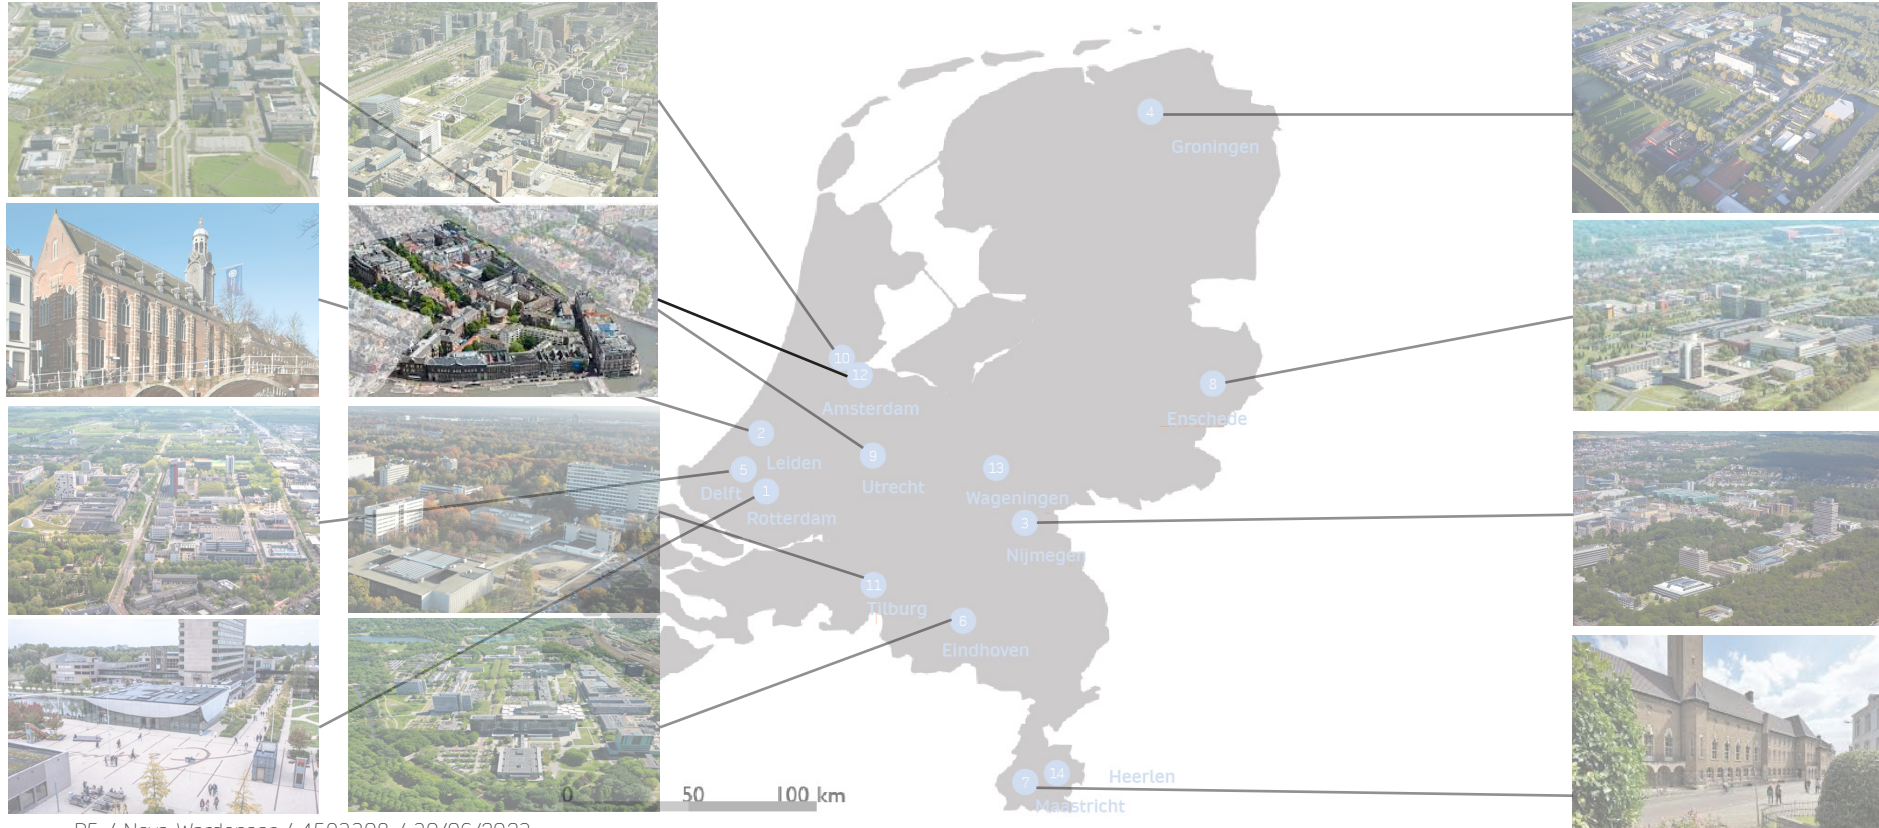 4
Groningen
10
12
Amsterdam
8
Enschede
2
Leiden
9
Utrecht
13
Wageningen
5
Delft
1
Rotterdam
3
Nijmegen
11
Tilburg
6
Eindhoven
14
Heerlen
7
Maastricht
0 50 100 km